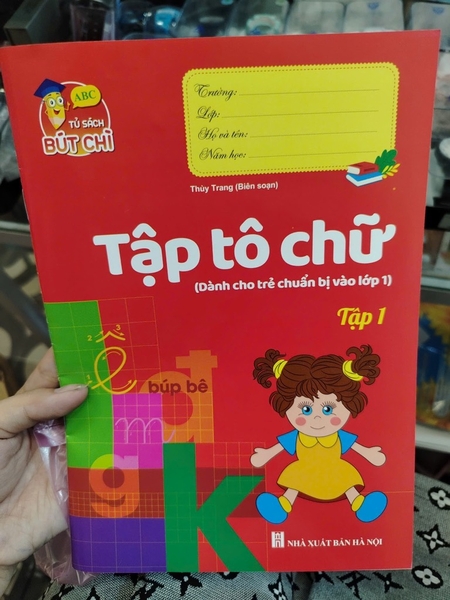 ABC
TỦ SÁCH
BÚT CHÌ
Trường:
Lớp:
Họ và tên:
Năm học:
Thùy Trang (Biên soạn)
Tập tô chữ
(Dành cho trẻ chuẩn bị vào lớp 1)
Tập 1
ê
búp bê
m a t
g k
NHÀ XUẤT BẢN HÀ NỘI